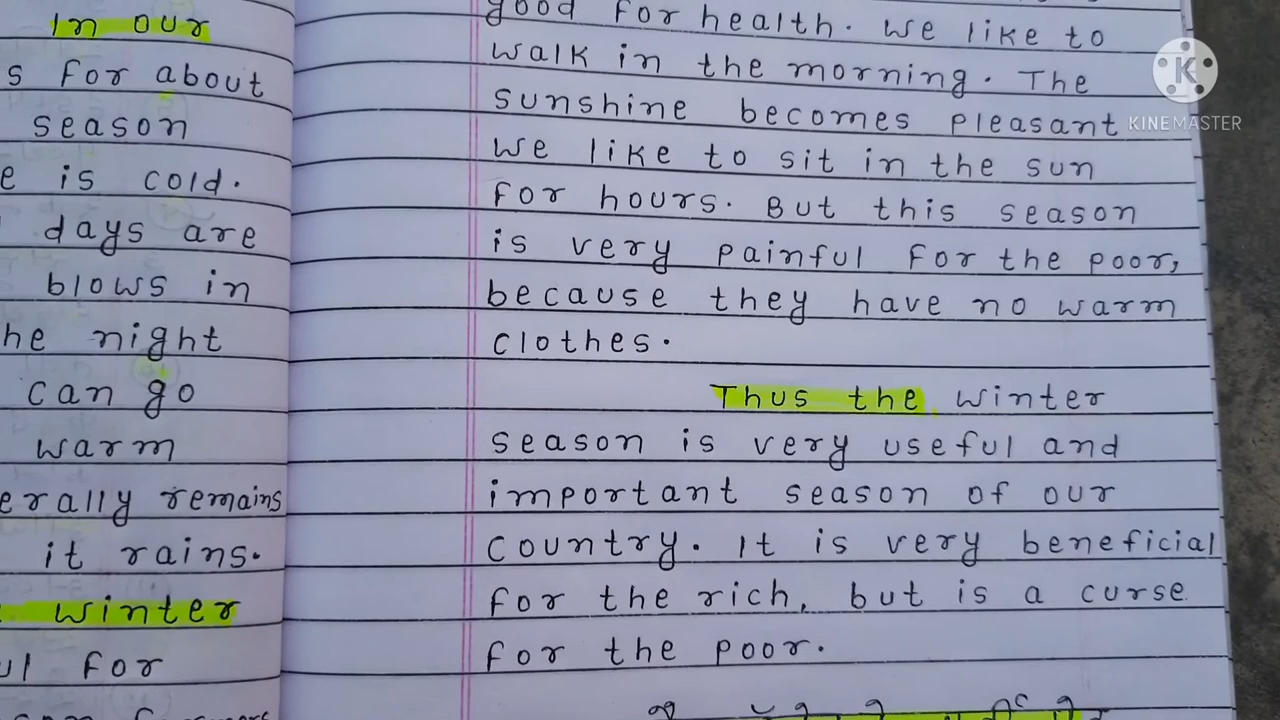 In our
s for about
season
e is cold.
days are
blows in
he night
can go
warm
erally remains
it rains.
winter
ul for
good for health. We like to
walk in the morning. The
sunshine becomes pleasant
we like to sit in the sun
for hours. But this season
is very painful for the poor,
because they have no warm
clothes.
Thus the winter
season is very useful and
important season of our
country. It is very beneficial
for the rich, but is a curse
for the poor.
K
KINEMASTER